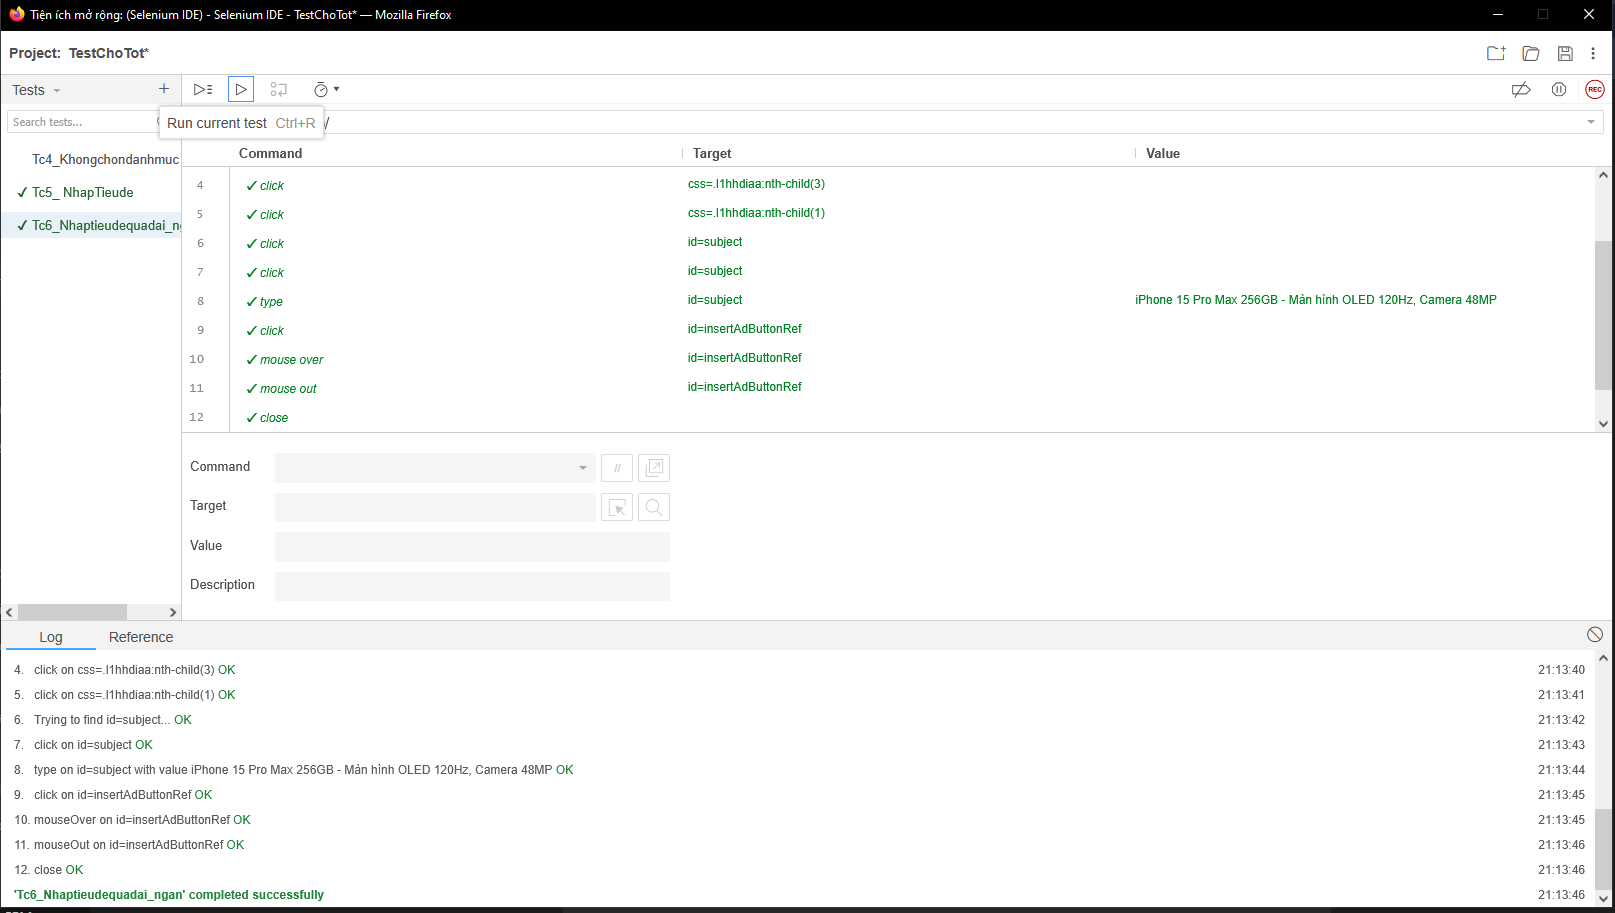 Tiện ích mở rộng: (Selenium IDE) - Selenium IDE - TestChoTot* — Mozilla Firefox
Project: TestChoTot*
Tests
REC
Search tests...
Run current test Ctrl+R
/
Command Target Value
Tc4_Khongchondanhmuc
✓ Tc5_ NhapTieude
✓ Tc6_Nhaptieudequadai_ng
4 ✓ click css=.l1hhdiaa:nth-child(3)
5 ✓ click css=.l1hhdiaa:nth-child(1)
6 ✓ click id=subject
7 ✓ click id=subject
8 ✓ type id=subject iPhone 15 Pro Max 256GB - Màn hình OLED 120Hz, Camera 48MP
9 ✓ click id=insertAdButtonRef
10 ✓ mouse over id=insertAdButtonRef
11 ✓ mouse out id=insertAdButtonRef
12 ✓ close
Command //
Target
Value
Description
Log Reference
4. click on css=.l1hhdiaa:nth-child(3) OK 21:13:40
5. click on css=.l1hhdiaa:nth-child(1) OK 21:13:41
6. Trying to find id=subject... OK 21:13:42
7. click on id=subject OK 21:13:43
8. type on id=subject with value iPhone 15 Pro Max 256GB - Màn hình OLED 120Hz, Camera 48MP OK 21:13:44
9. click on id=insertAdButtonRef OK 21:13:45
10. mouseOver on id=insertAdButtonRef OK 21:13:45
11. mouseOut on id=insertAdButtonRef OK 21:13:46
12. close OK 21:13:46
'Tc6_Nhaptieudequadai_ngan' completed successfully 21:13:46